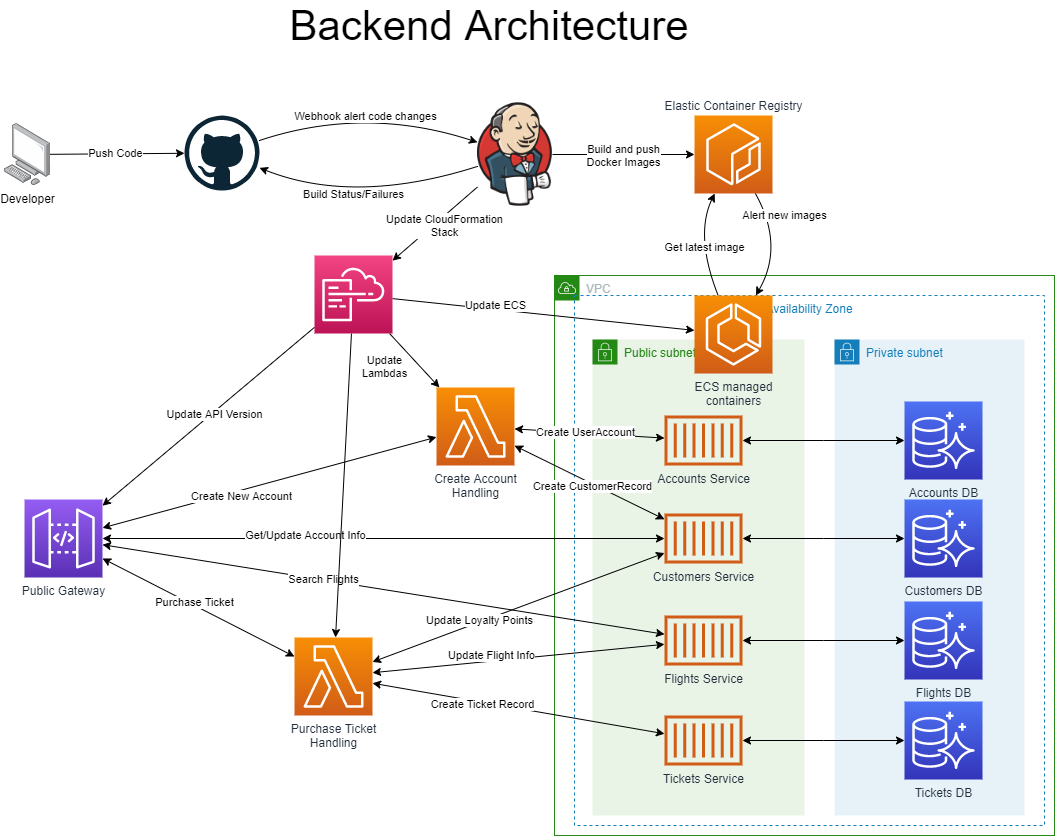 Backend Architecture
Elastic Container Registry
Webhook alert code changes
Push Code
Build and push
Docker Images
Developer
Build Status/Failures
Update CloudFormation
Stack
Alert new images
Get latest image
VPC
Update ECS
Availability Zone
Public subnet
Private subnet
Update
Lambdas
ECS managed
containers
Update API Version
Create UserAccount
Create Account
Handling
Accounts Service
Create CustomerRecord
Accounts DB
Create New Account
Get/Update Account Info
Customers Service
Search Flights
Public Gateway
Customers DB
Purchase Ticket
Update Loyalty Points
Update Flight Info
Flights Service
Flights DB
Create Ticket Record
Purchase Ticket
Handling
Tickets Service
Tickets DB